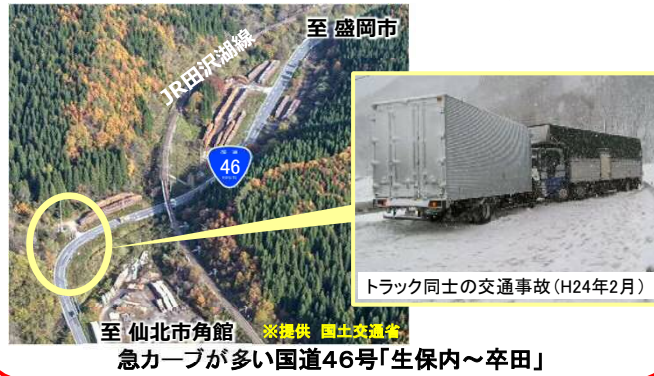 至 盛岡市
JR田沢湖線
46
トラック同士の交通事故(H24年2月)
至 仙北市角館
※提供 国土交通省
急カーブが多い国道46号「生保内~卒田」